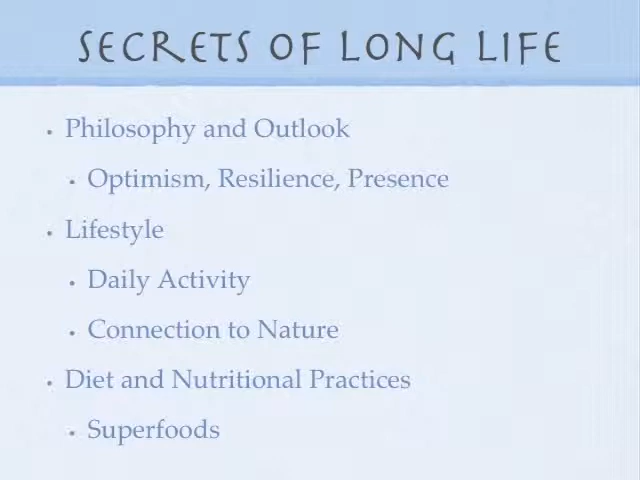 SECRETS OF LONG LIFE
• Philosophy and Outlook
• Optimism, Resilience, Presence
• Lifestyle
• Daily Activity
• Connection to Nature
• Diet and Nutritional Practices
• Superfoods